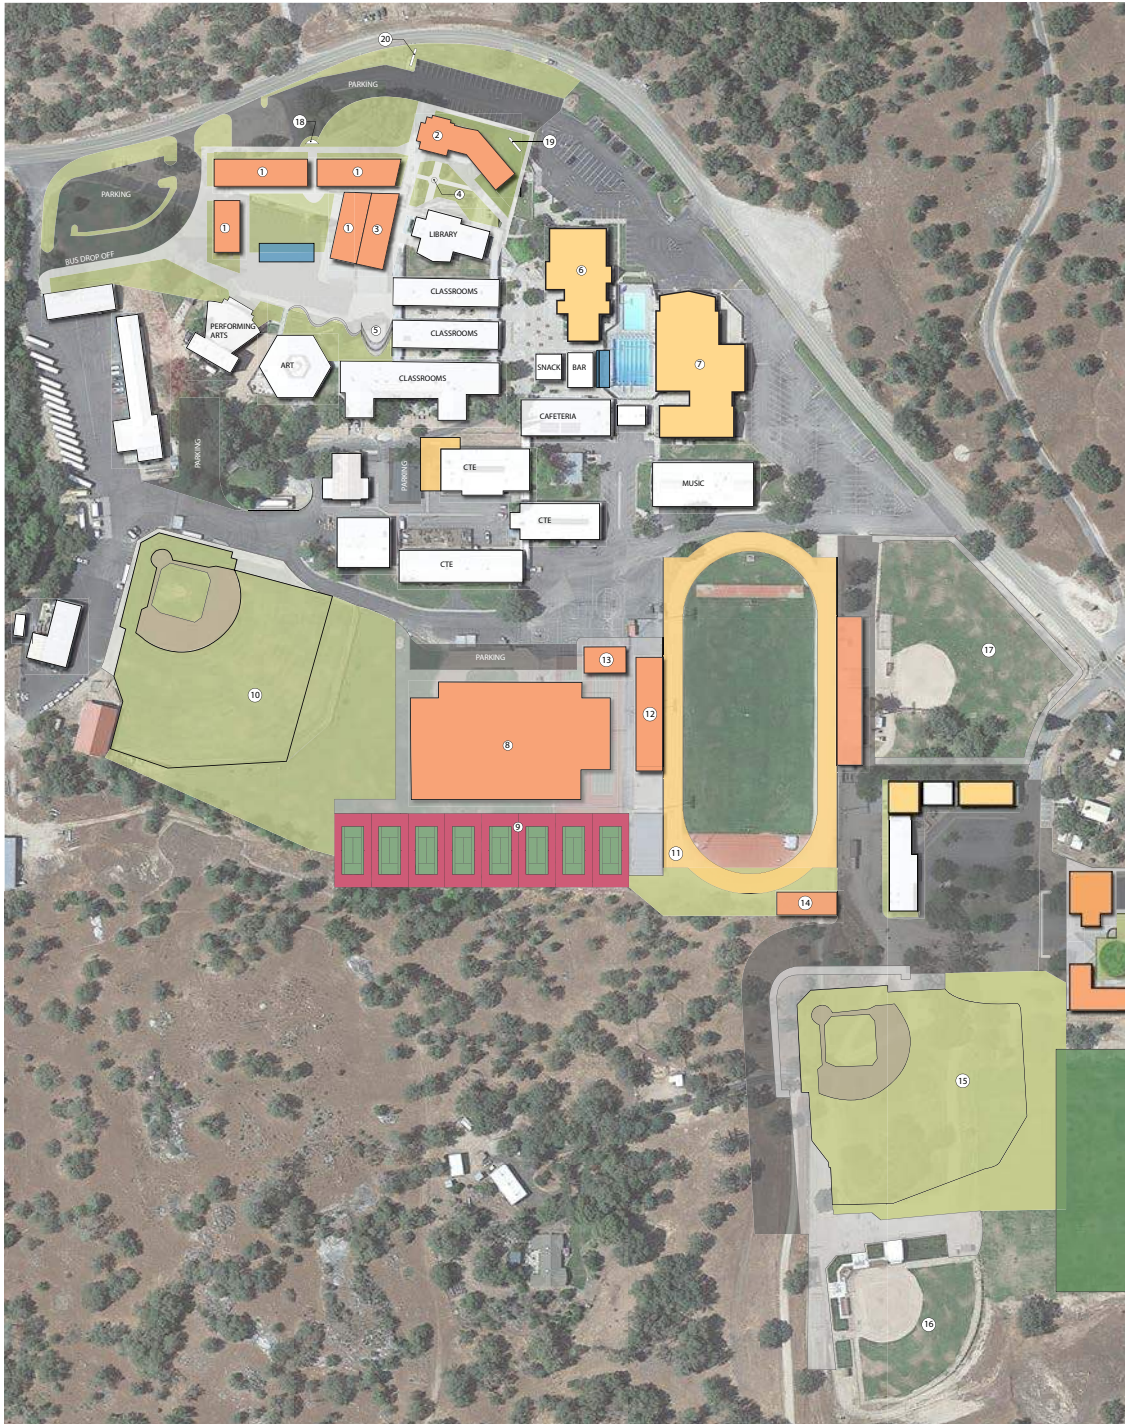 20
PARKING
18
2
19
1
1
PARKING
4
1
1
3
LIBRARY
BUS DROP OFF
6
CLASSROOMS
PERFORMING
ARTS
5
CLASSROOMS
ART
SNACK
BAR
7
CLASSROOMS
CAFETERIA
PARKING
PARKING
CTE
MUSIC
CTE
CTE
17
PARKING
13
10
12
8
9
11
14
15
16